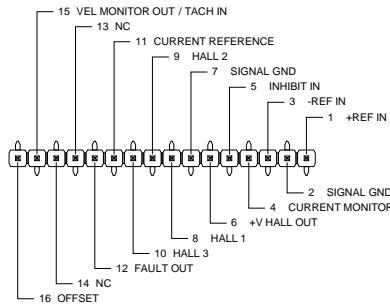 15 VEL MONITOR OUT / TACH IN
13 NC
11 CURRENT REFERENCE
9 HALL 2
7 SIGNAL GND
5 INHIBIT IN
3 -REF IN
1 +REF IN
2 SIGNAL GND
4 CURRENT MONITOR
6 +V HALL OUT
8 HALL 1
10 HALL 3
12 FAULT OUT
14 NC
16 OFFSET